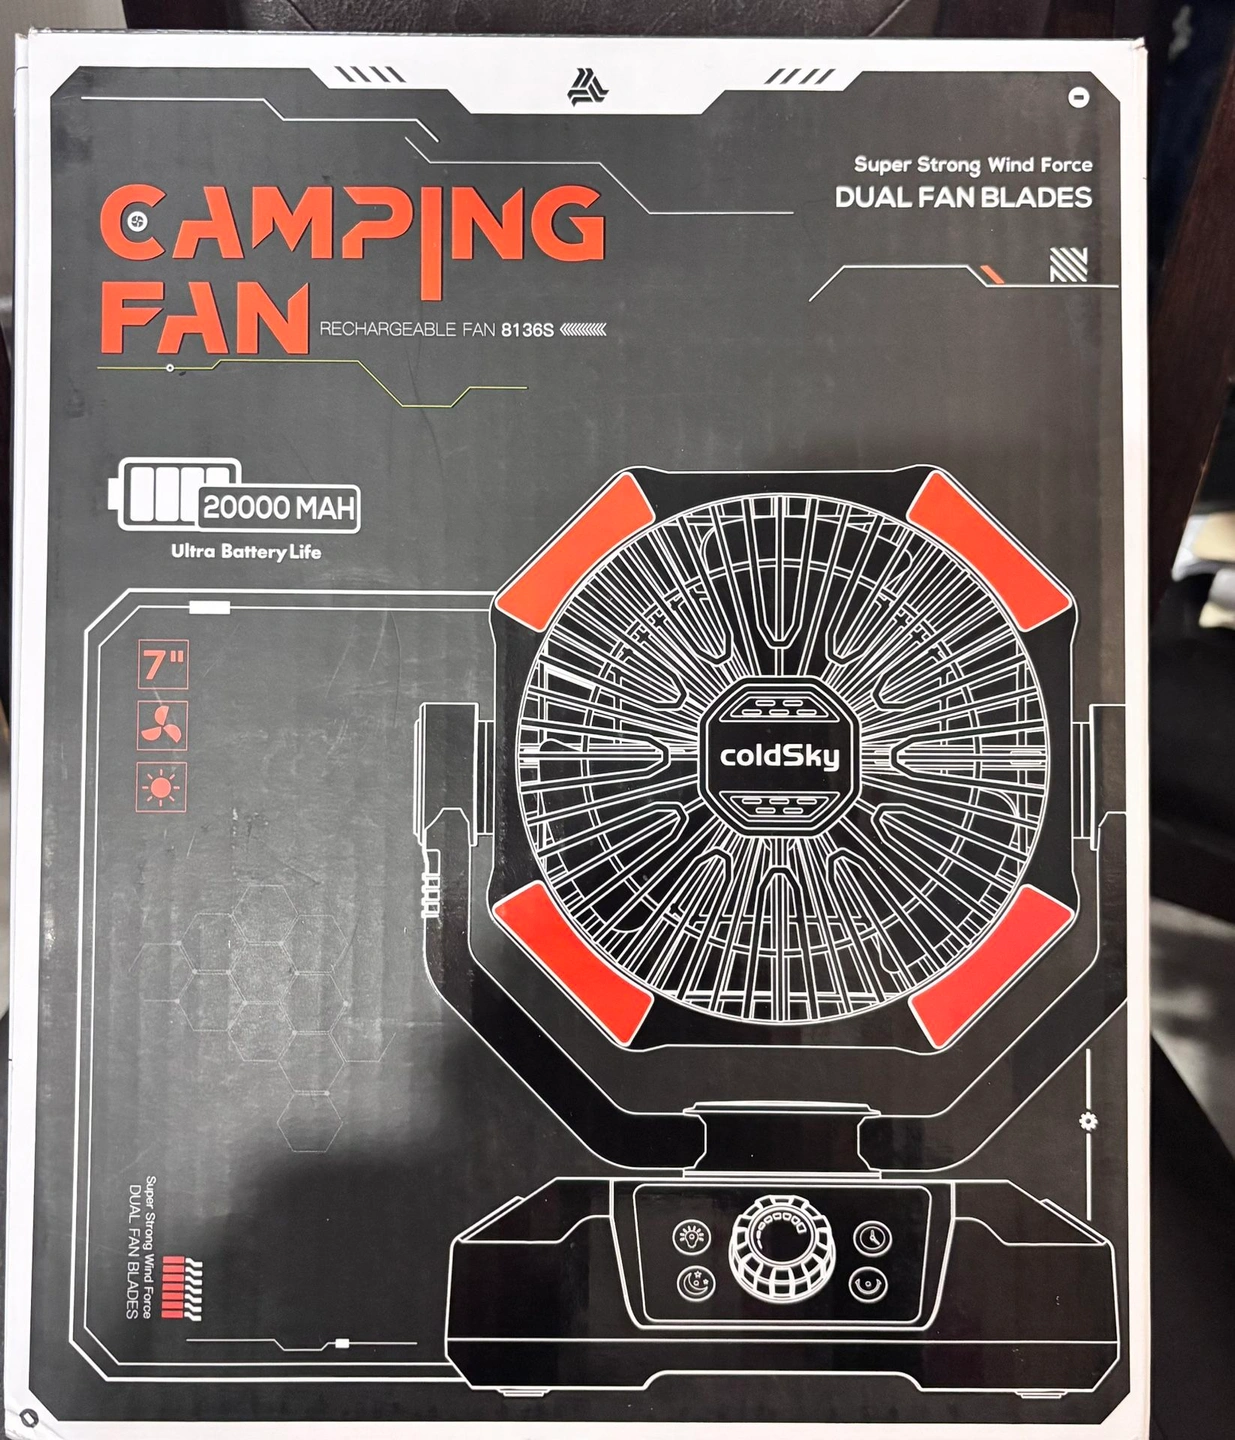 Super Strong Wind Force
DUAL FAN BLADES
CAMPING
FAN
RECHARGEABLE FAN 8136S
20000 MAH
Ultra Battery Life
7"
coldSky
Super Strong Wind Force
DUAL FAN BLADES